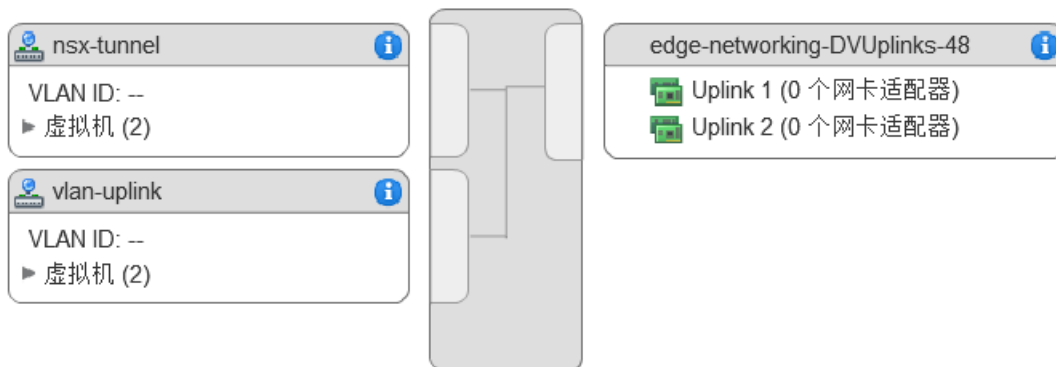 nsx-tunnel
VLAN ID: --
虚拟机 (2)
vlan-uplink
VLAN ID: --
虚拟机 (2)
edge-networking-DVUplinks-48
Uplink 1 (0 个网卡适配器)
Uplink 2 (0 个网卡适配器)